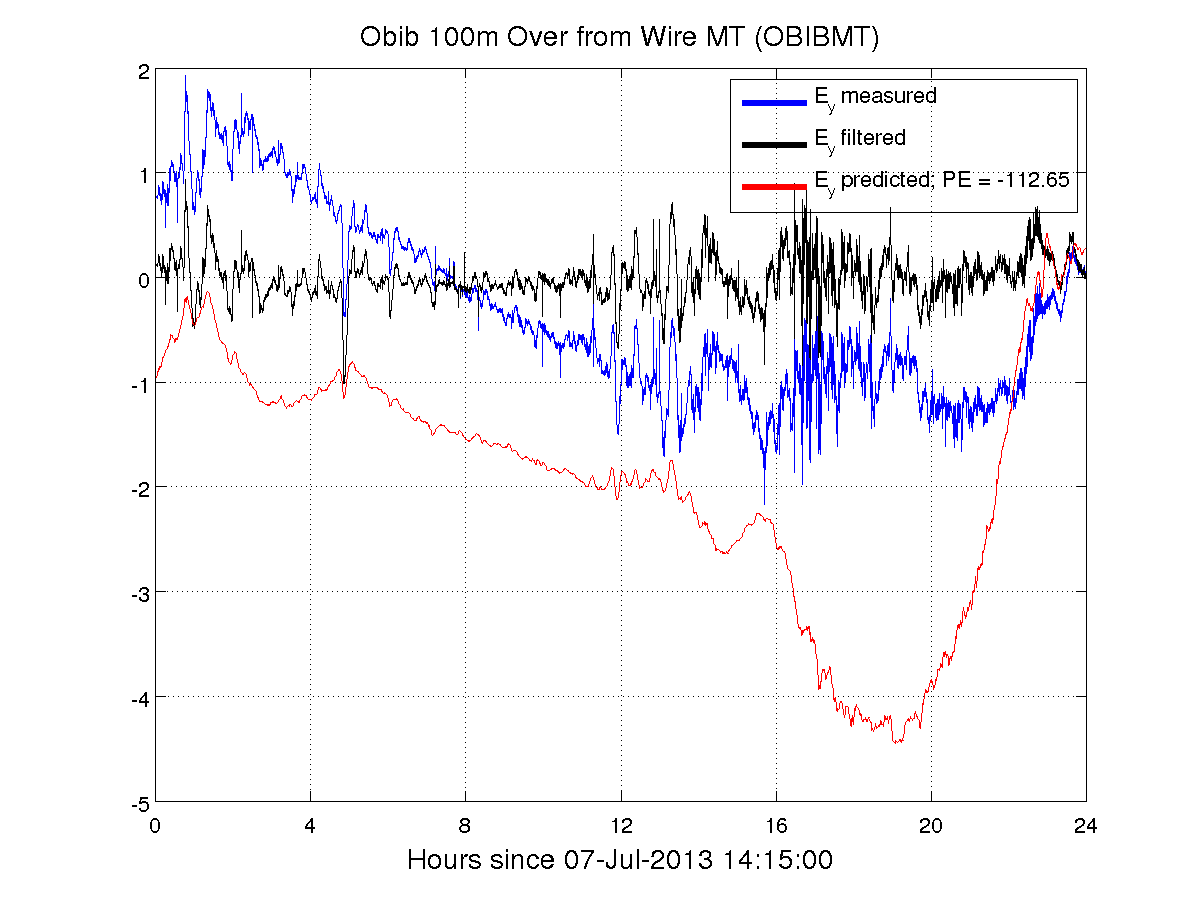 Obib 100m Over from Wire MT (OBIBMT)
E_y measured
E_y filtered
E_y predicted; PE = -112.65
2
1
0
-1
-2
-3
-4
-5
0 4 8 12 16 20 24
Hours since 07-Jul-2013 14:15:00